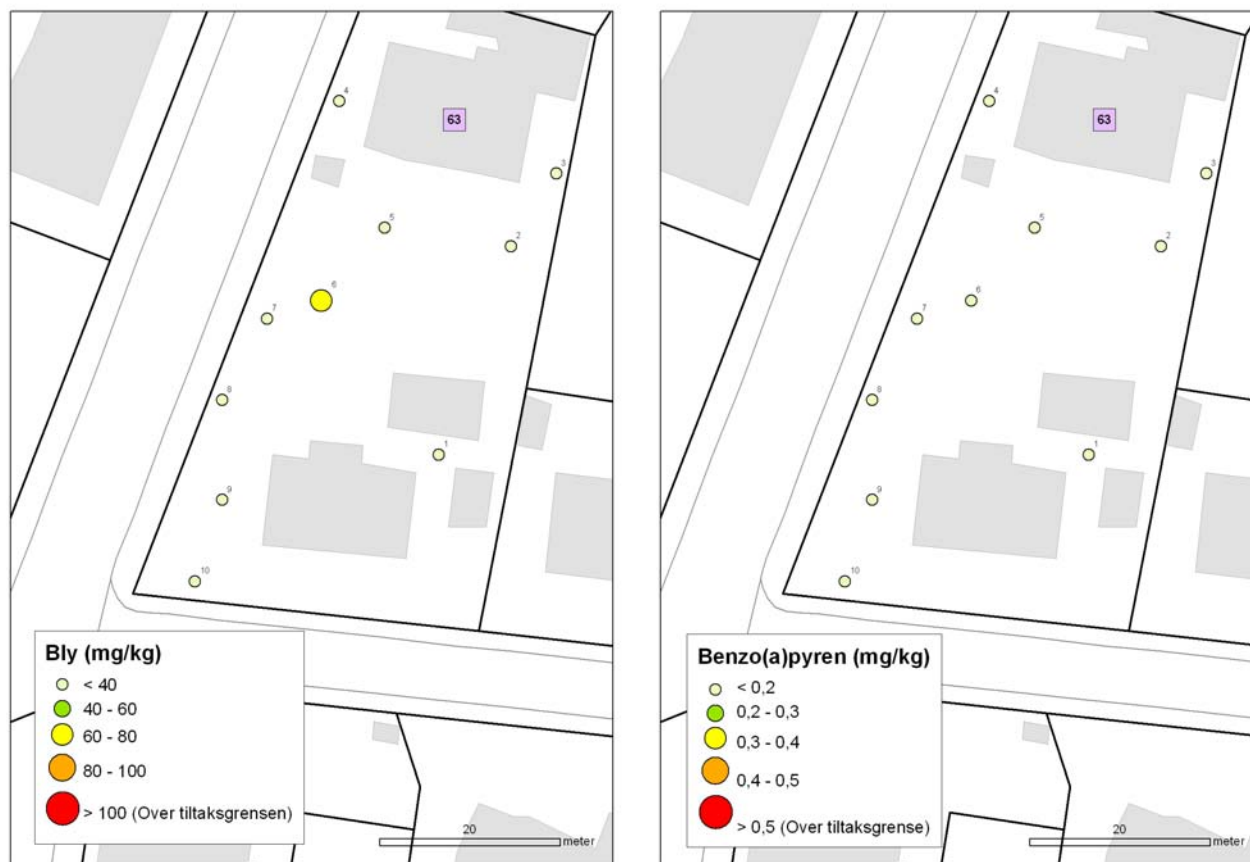 4
63
3
5
2
6
7
8
1
9
10
Bly (mg/kg)
< 40
40 - 60
60 - 80
80 - 100
> 100 (Over tiltaksgrensen)
20
meter
4
63
3
5
2
6
7
8
1
9
10
Benzo(a)pyren (mg/kg)
< 0,2
0,2 - 0,3
0,3 - 0,4
0,4 - 0,5
> 0,5 (Over tiltaksgrense)
20
meter